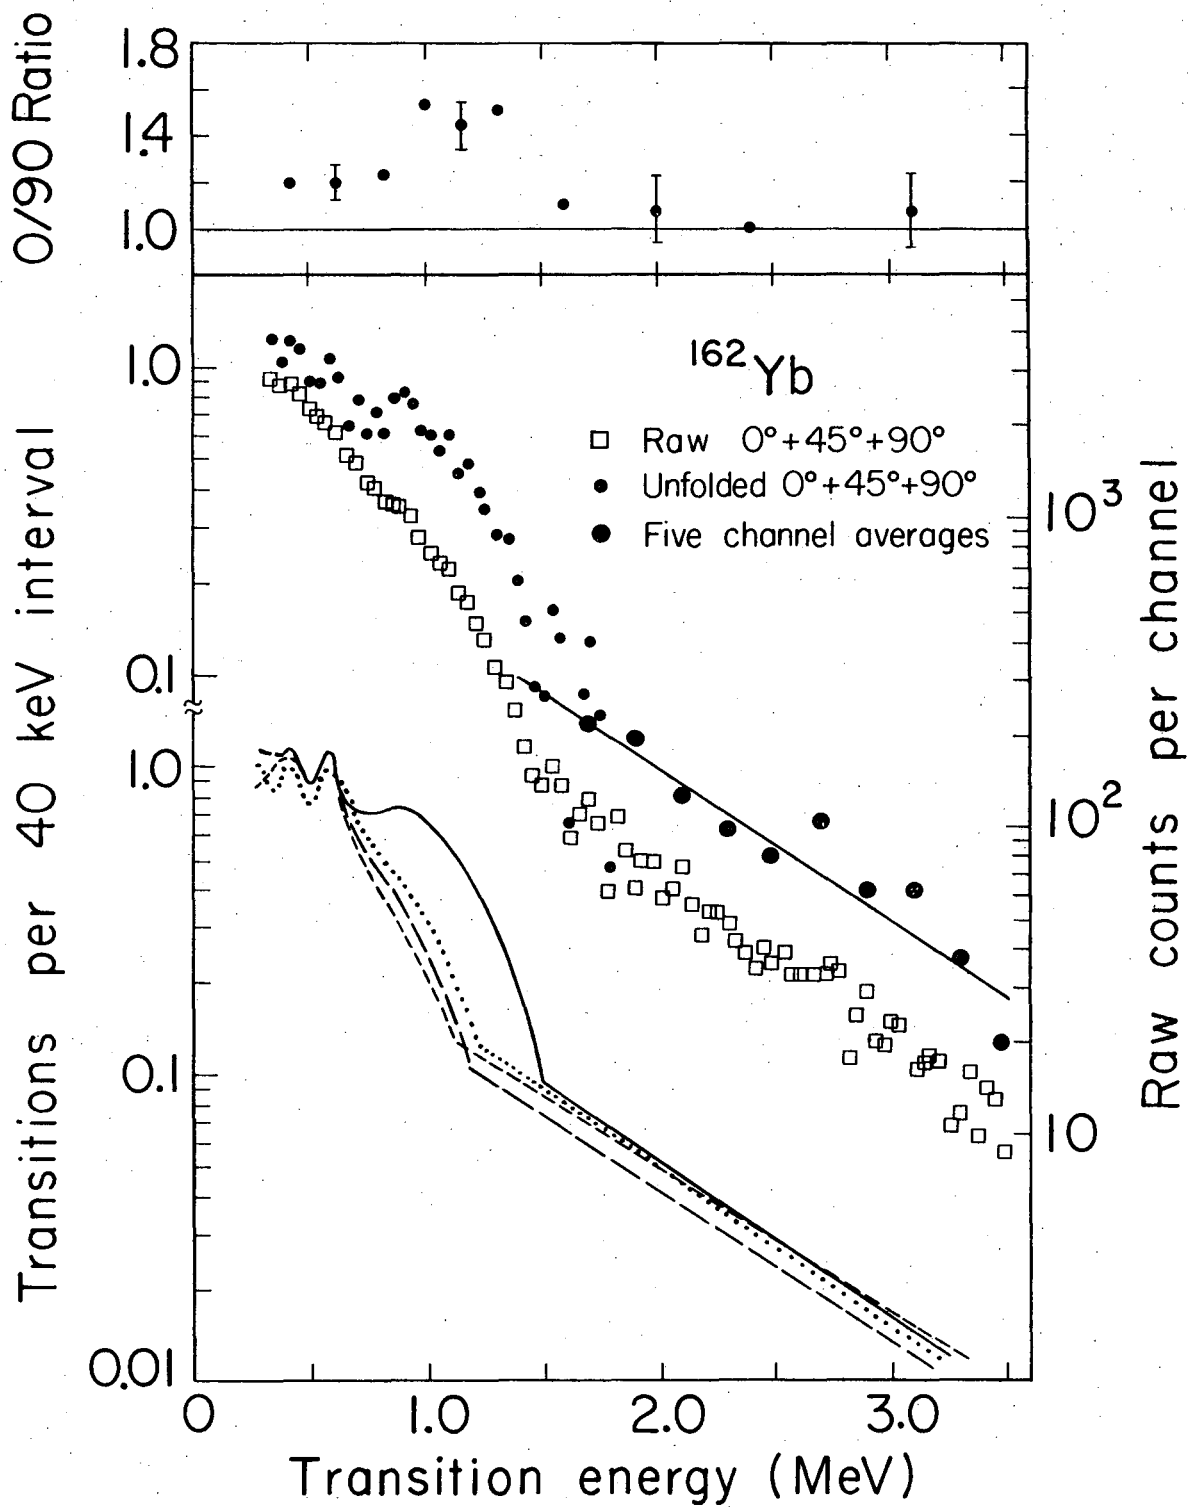 0/90 Ratio
1.8
1.4
1.0
Transitions per 40 keV interval
1.0
0.1
1.0
0.1
0.01
¹⁶²Yb
Raw 0°+45°+90°
Unfolded 0°+45°+90°
Five channel averages
10³
10²
10
Raw counts per channel
0 1.0 2.0 3.0
Transition energy (MeV)